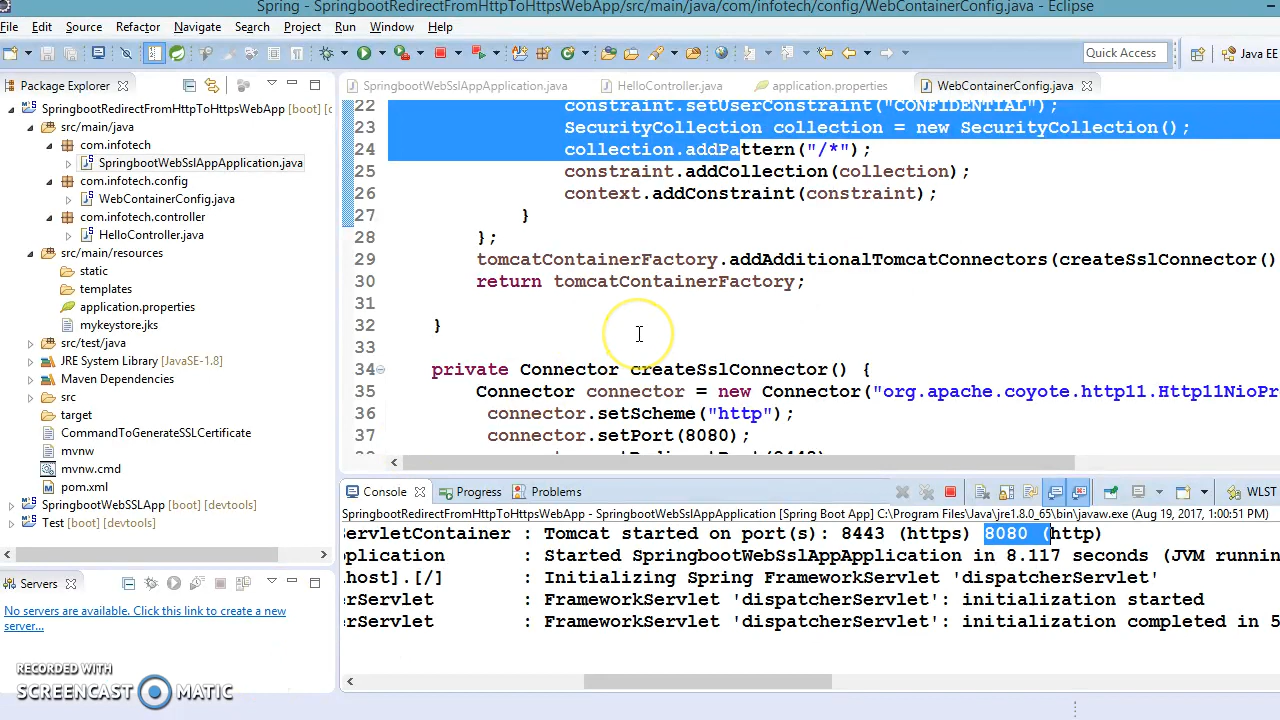 Spring - SpringbootRedirectFromHttpToHttpsWebApp/src/main/java/com/infotech/config/WebContainerConfig.java - Eclipse
File Edit Source Refactor Navigate Search Project Run Window Help
Quick Access
Java EE
Package Explorer
SpringbootWebSslAppApplication.java
HelloController.java
application.properties
WebContainerConfig.java
SpringbootRedirectFromHttpToHttpsWebApp [boot] [c
src/main/java
com.infotech
SpringbootWebSslAppApplication.java
com.infotech.config
WebContainerConfig.java
com.infotech.controller
HelloController.java
src/main/resources
static
templates
application.properties
mykeystore.jks
src/test/java
JRE System Library [JavaSE-1.8]
Maven Dependencies
src
target
CommandToGenerateSSLCertificate
mvnw
mvnw.cmd
pom.xml
SpringbootWebSSLApp [boot] [devtools]
Test [boot] [devtools]
22 constraint.setUserConstraint("CONFIDENTIAL");
23 SecurityCollection collection = new SecurityCollection();
24 collection.addPattern("/*");
25 constraint.addCollection(collection);
26 context.addConstraint(constraint);
27 }
28 };
29 tomcatContainerFactory.addAdditionalTomcatConnectors(createSslConnector()
30 return tomcatContainerFactory;
31
32 }
33
34 private Connector createSslConnector() {
35 Connector connector = new Connector("org.apache.coyote.http11.Http11NioPr
36 connector.setScheme("http");
37 connector.setPort(8080);
Servers
No servers are available. Click this link to create a new
server...
Console
Progress
Problems
WLST
SpringbootRedirectFromHttpToHttpsWebApp - SpringbootWebSslAppApplication [Spring Boot App] C:\Program Files\Java\jre1.8.0_65\bin\javaw.exe (Aug 19, 2017, 1:00:51 PM)
ServletContainer : Tomcat started on port(s): 8443 (https) 8080 (http)
plication : Started SpringbootWebSslAppApplication in 8.117 seconds (JVM runnin
host].[/] : Initializing Spring FrameworkServlet 'dispatcherServlet'
erServlet : FrameworkServlet 'dispatcherServlet': initialization started
erServlet : FrameworkServlet 'dispatcherServlet': initialization completed in 5
RECORDED WITH
SCREENCAST MATIC